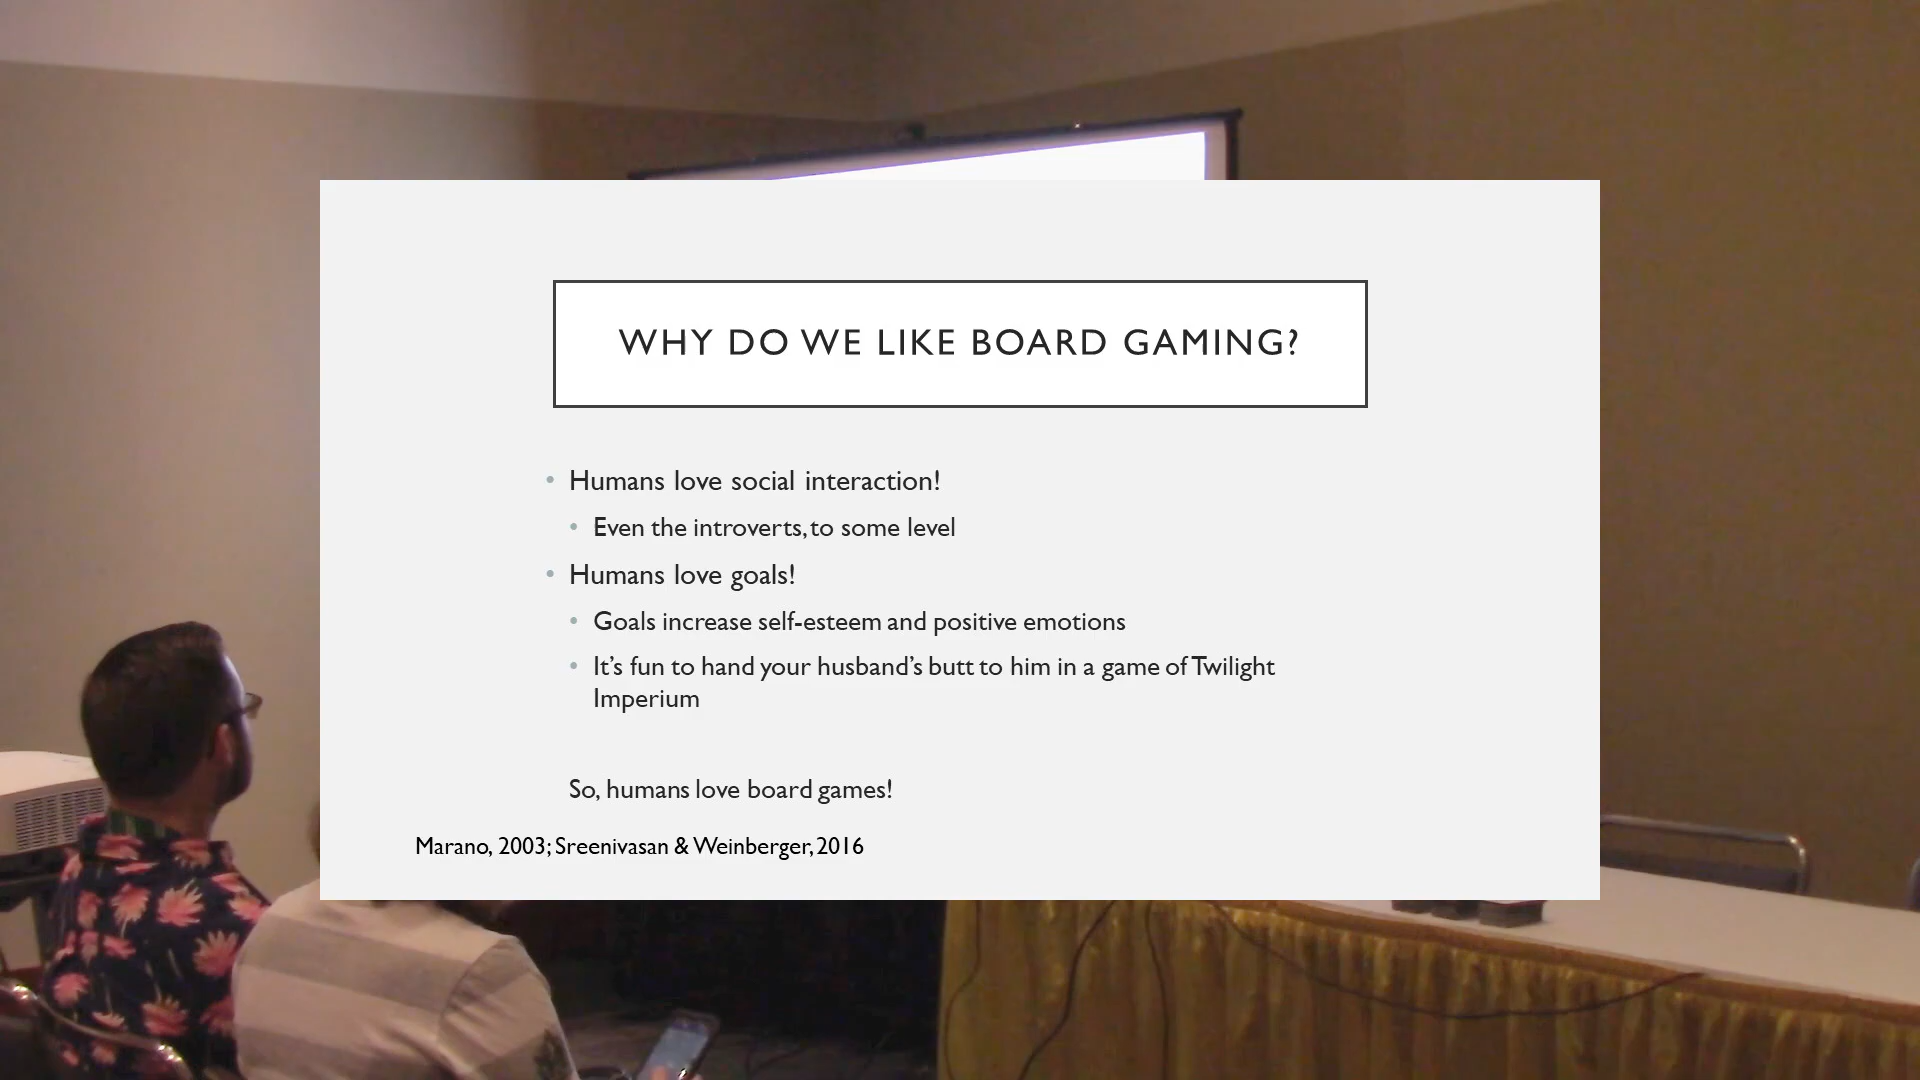 WHY DO WE LIKE BOARD GAMING?
• Humans love social interaction!
• Even the introverts, to some level
• Humans love goals!
• Goals increase self-esteem and positive emotions
• It's fun to hand your husband's butt to him in a game of Twilight
Imperium
So, humans love board games!
Marano, 2003; Sreenivasan & Weinberger, 2016